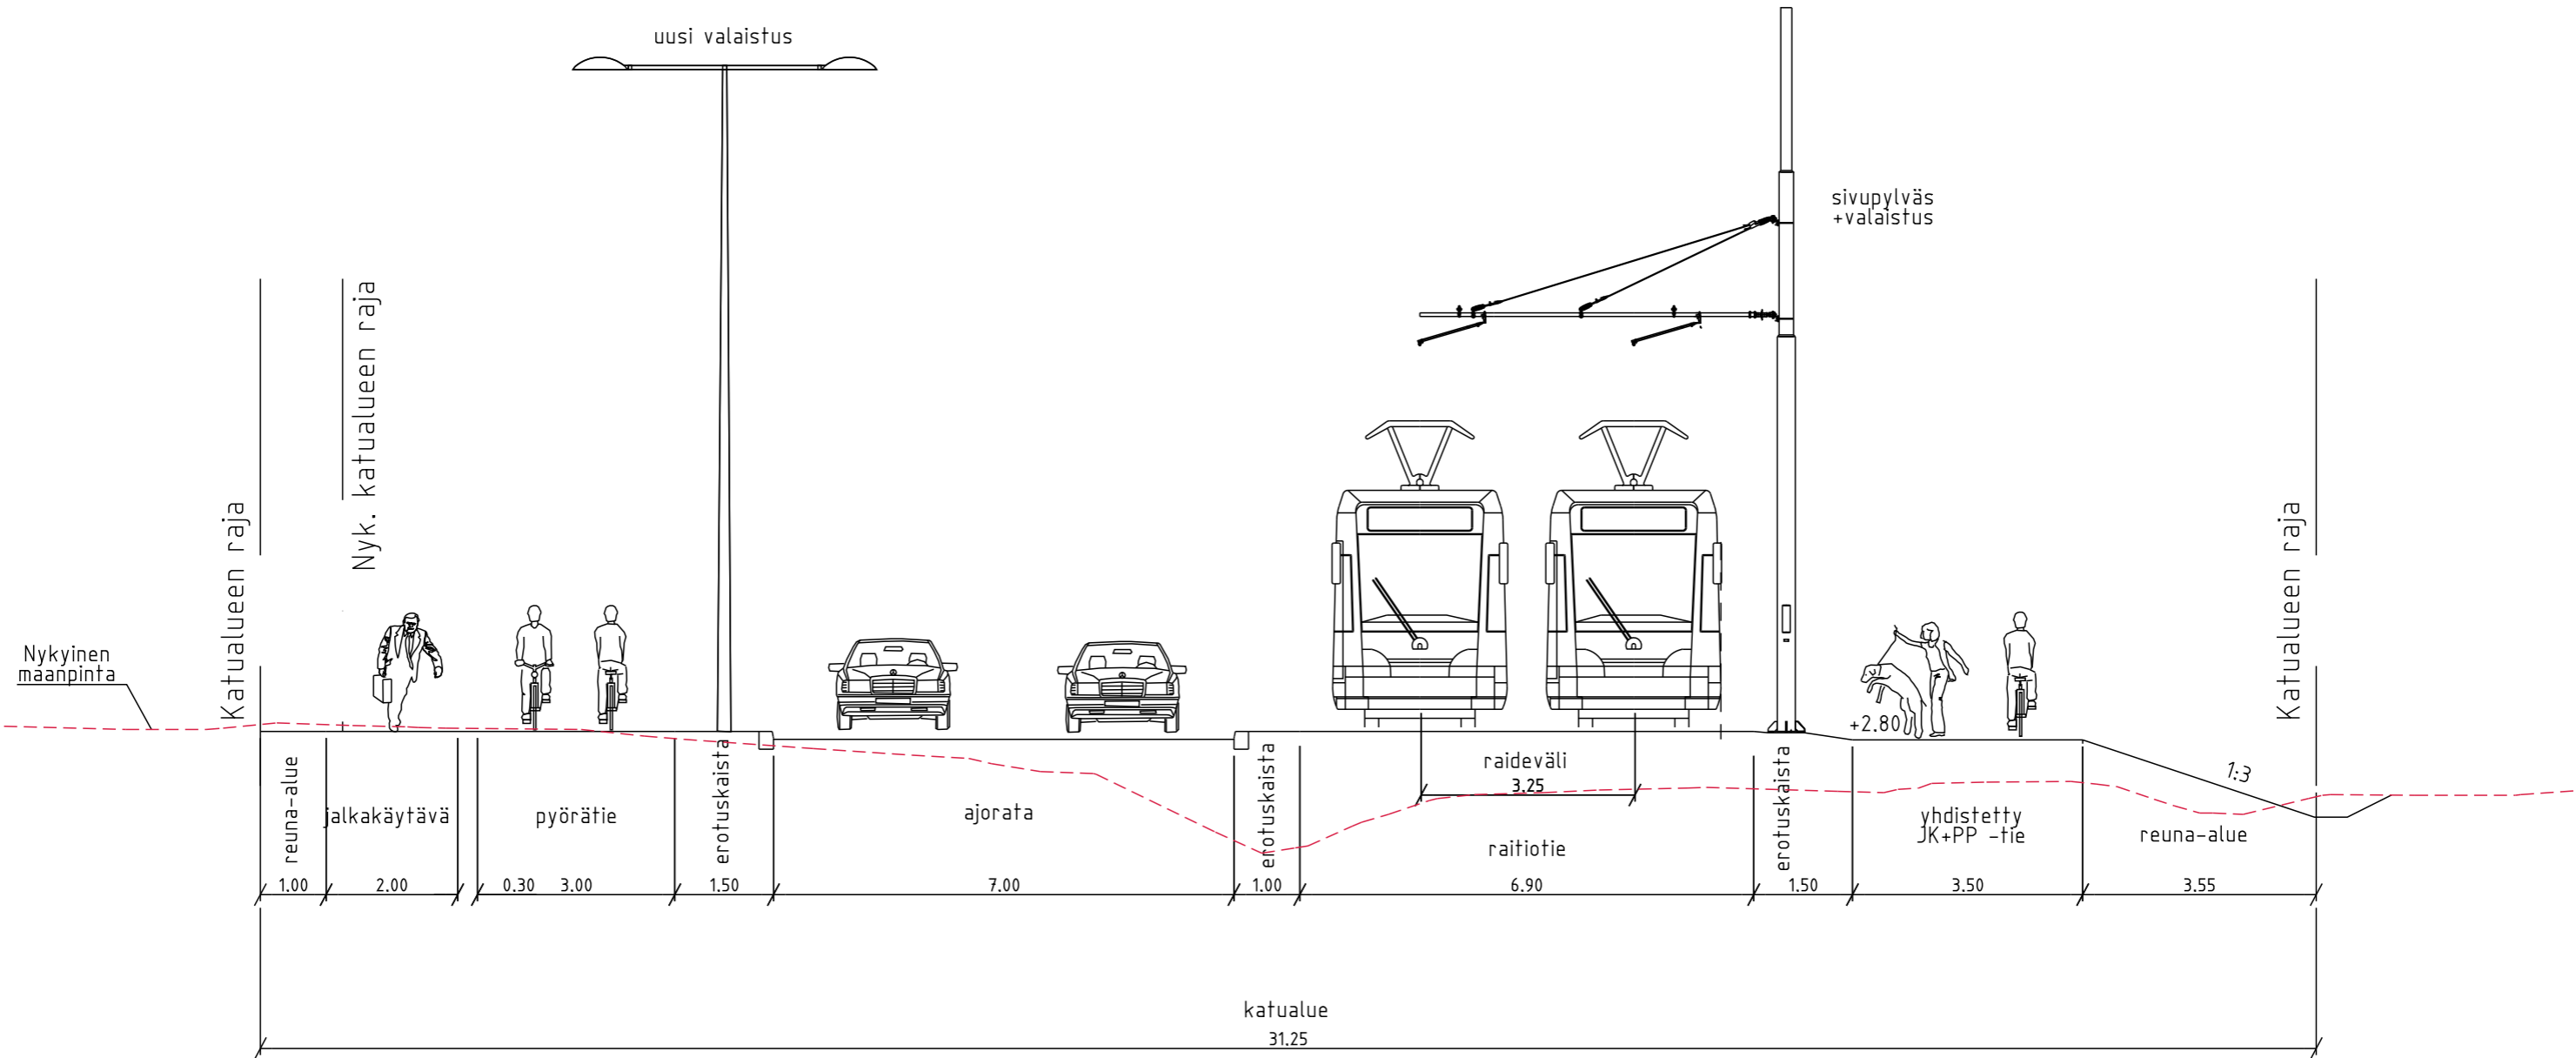 uusi valaistus
sivupylväs
+valaistus
Katualueen raja
Nyk. katualueen raja
Katualueen raja
Nykyinen
maanpinta
+2.80
1:3
reuna-alue
jalkakäytävä
pyörätie
erotuskaista
ajorata
erotuskaista
raideväli
3.25
raitiotie
erotuskaista
yhdistetty
JK+PP -tie
reuna-alue
1.00
2.00
0.30
3.00
1.50
7.00
1.00
6.90
1.50
3.50
3.55
katualue
31.25